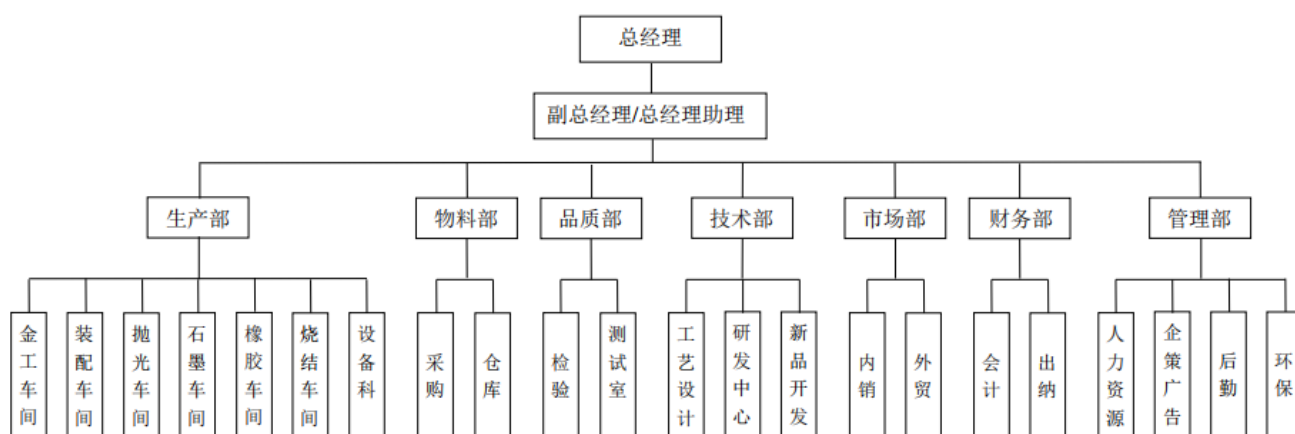 总经理
副总经理/总经理助理
生产部
物料部
品质部
技术部
市场部
财务部
管理部
金工车间
装配车间
抛光车间
石墨车间
橡胶车间
烧结车间
设备科
采购
仓库
检验
测试室
工艺设计
研发中心
新品开发
内销
外贸
会计
出纳
人力资源
企策广告
后勤
环保